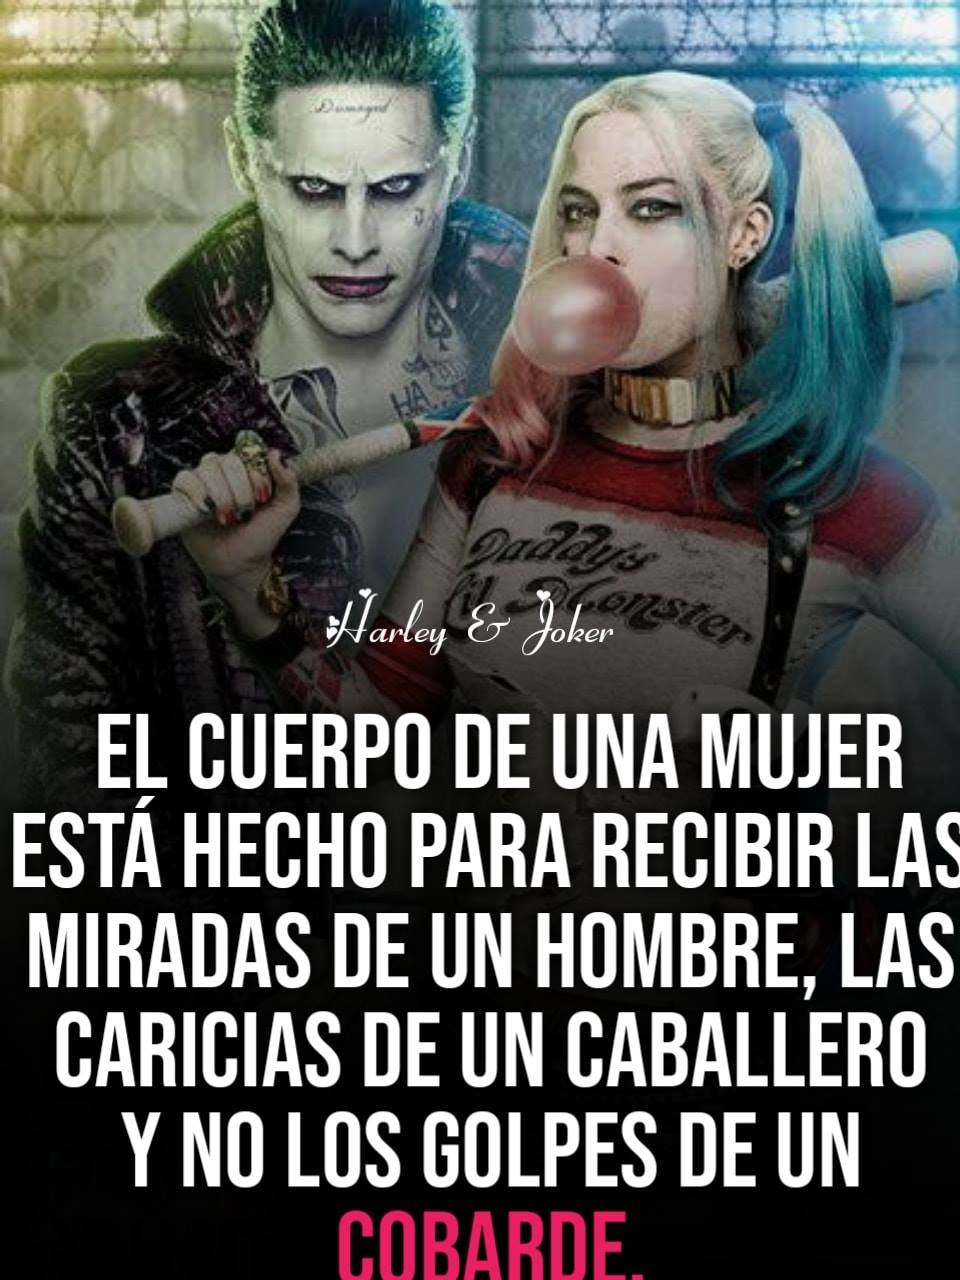 Damaged
J
HA
Daddy's
Lil Monster
Harley & Joker
EL CUERPO DE UNA MUJER
ESTÁ HECHO PARA RECIBIR LAS
MIRADAS DE UN HOMBRE, LAS
CARICIAS DE UN CABALLERO
Y NO LOS GOLPES DE UN
COBARDE.